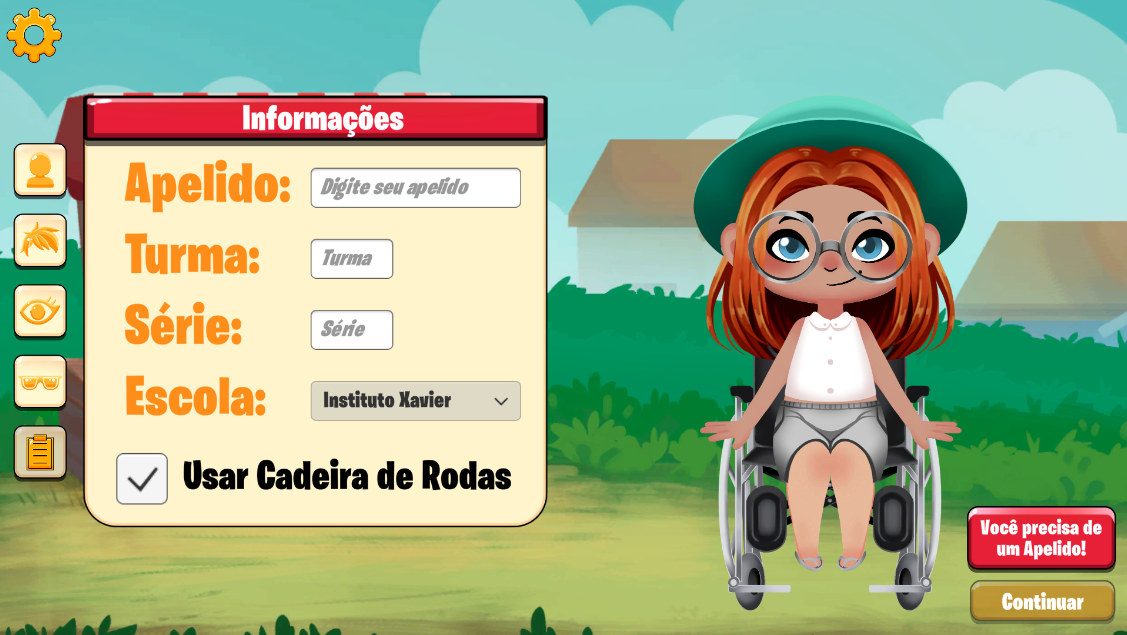 Informações
Apelido:
Digite seu apelido
Turma:
Turma
Série:
Série
Escola:
Instituto Xavier
Usar Cadeira de Rodas
Você precisa de
um Apelido!
Continuar